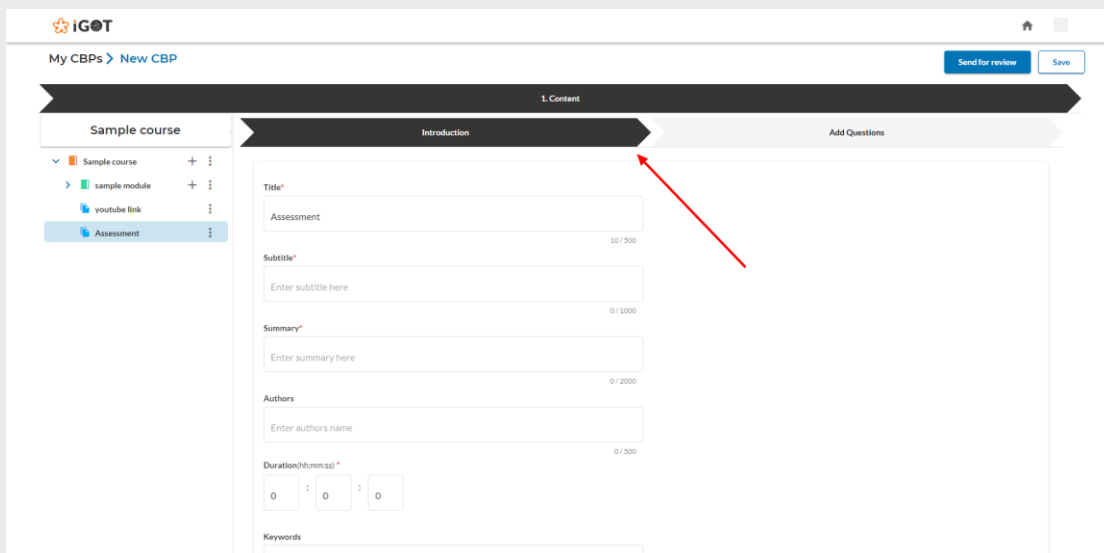 iGOT
My CBPs > New CBP
Send for review
Save
1. Content
Sample course
Introduction
Add Questions
Sample course
sample module
youtube link
Assessment
Title*
Assessment
10 / 500
Subtitle*
Enter subtitle here
0 / 1000
Summary*
Enter summary here
0 / 2000
Authors
Enter authors name
0 / 500
Duration(hh:mm:ss) *
0 : 0 : 0
Keywords